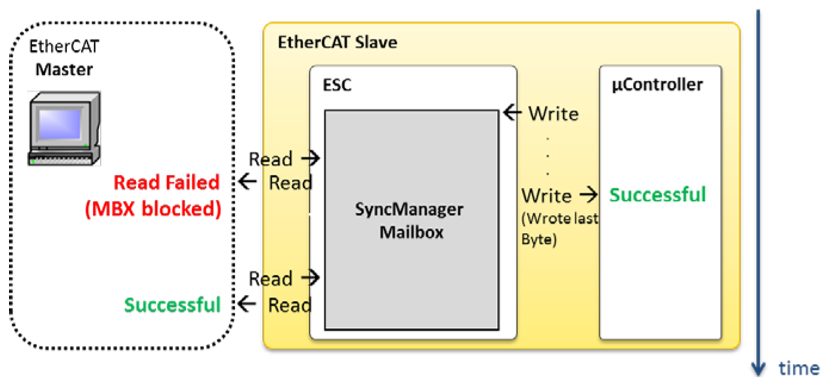 EtherCAT
Master
EtherCAT Slave
ESC
µController
← Write
.
.
.
Read →
← Read
Read Failed
(MBX blocked)
SyncManager
Mailbox
Write → Successful
(Wrote last
Byte)
Read →
← Read
Successful
time